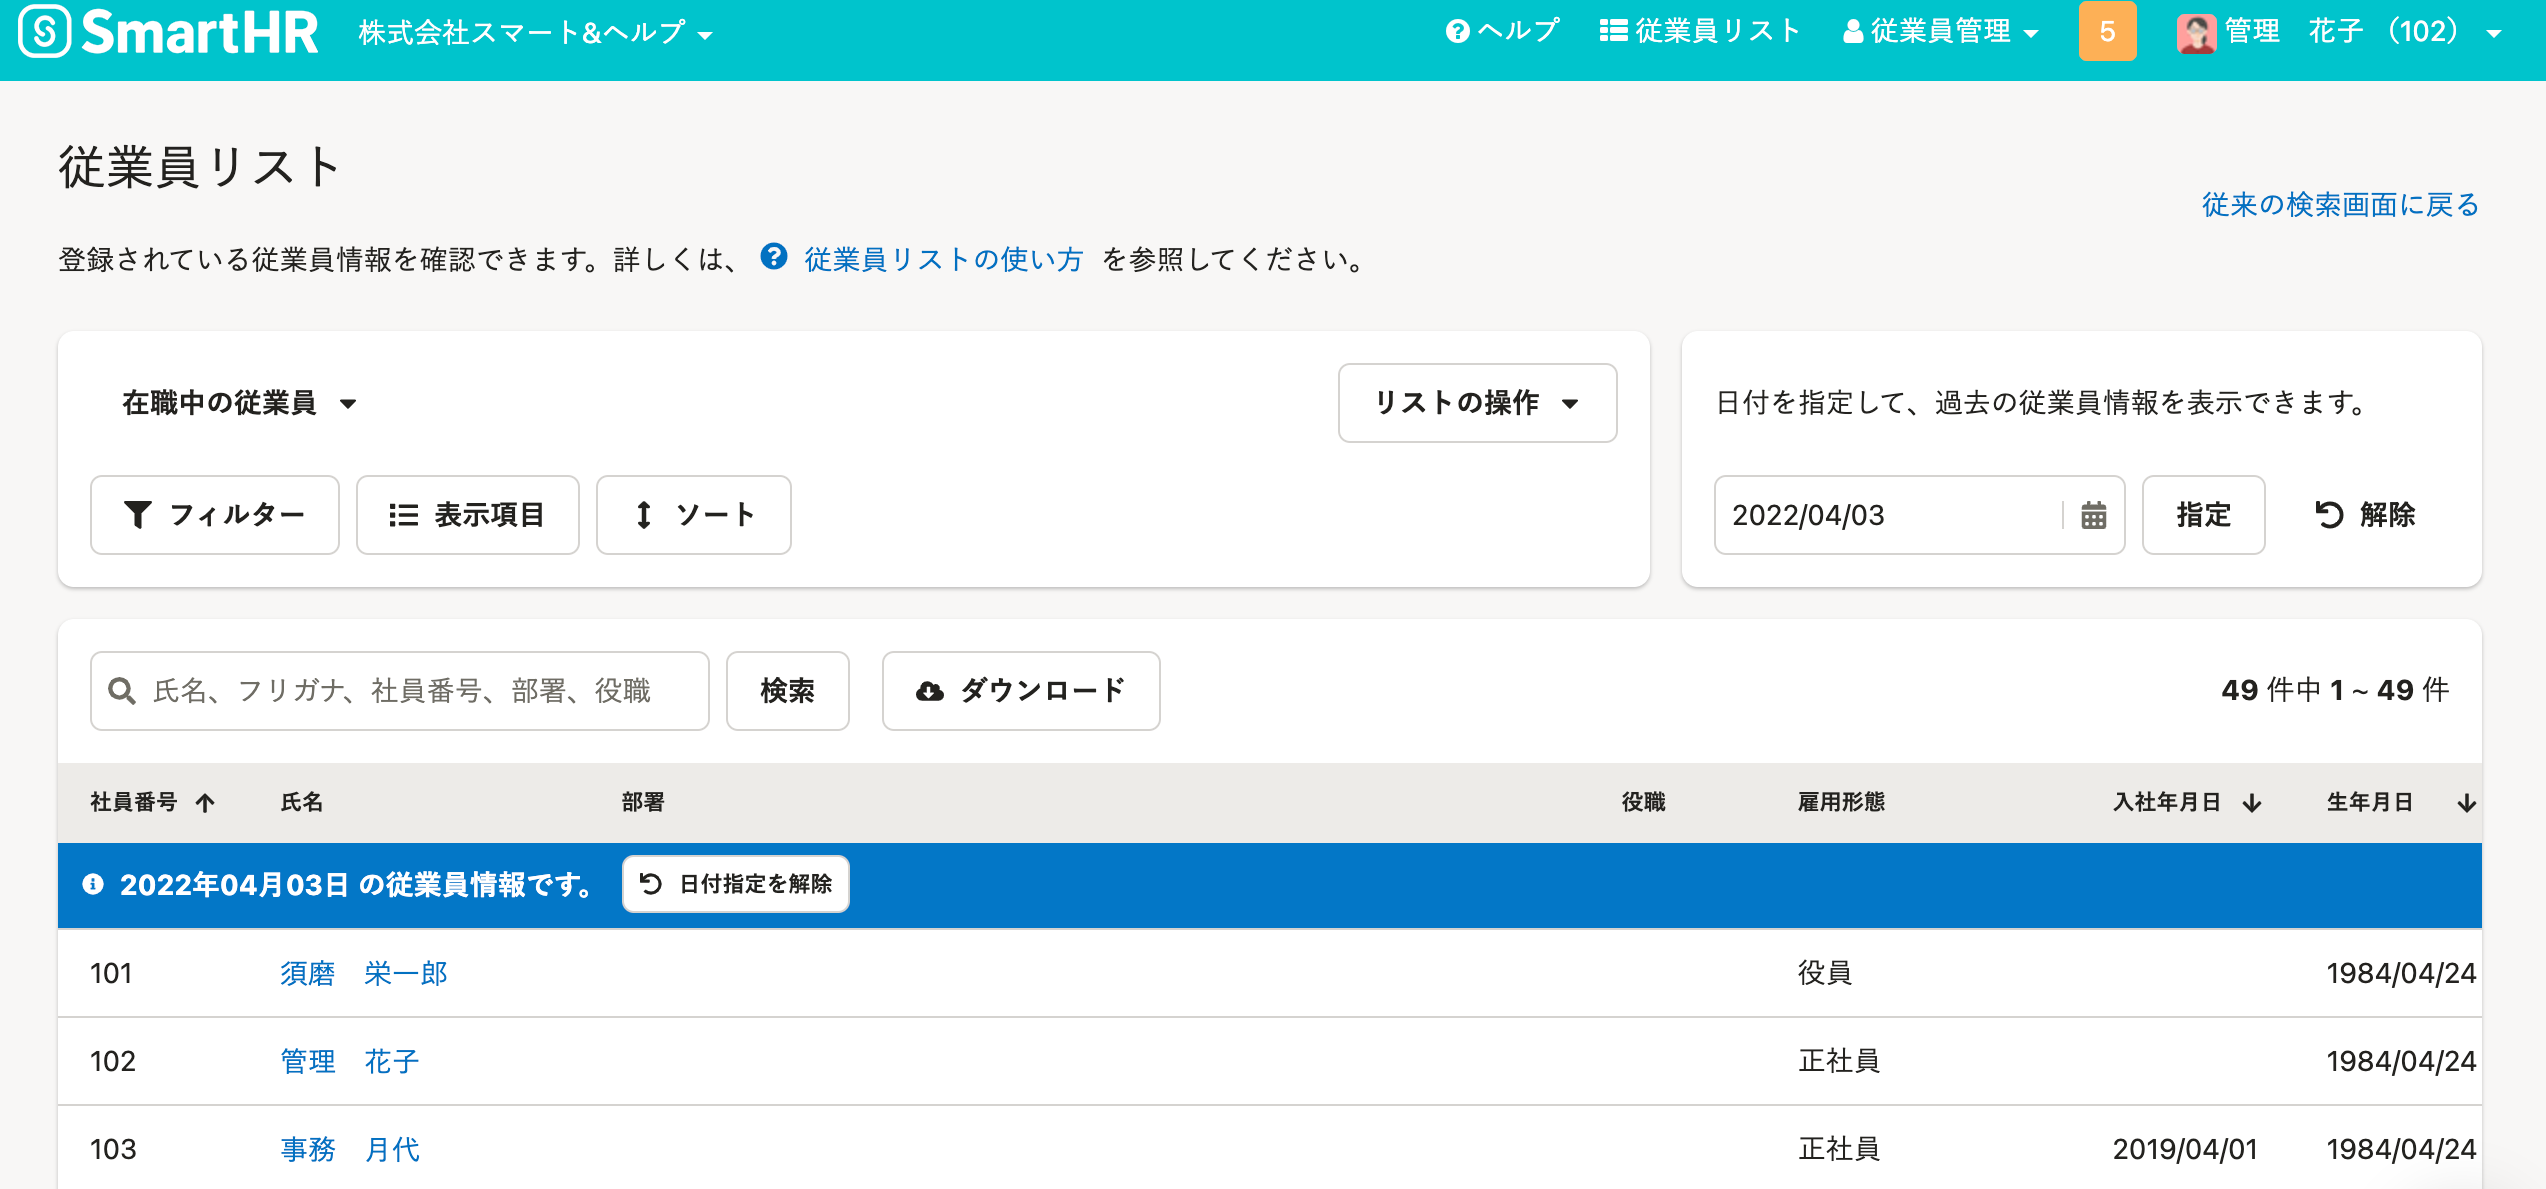 SmartHR 株式会社スマート&ヘルプ ヘルプ 従業員リスト 従業員管理 5 管理 花子 （102）
従業員リスト
従来の検索画面に戻る
登録されている従業員情報を確認できます。詳しくは、 従業員リストの使い方 を参照してください。
在職中の従業員 リストの操作
フィルター 表示項目 ソート
日付を指定して、過去の従業員情報を表示できます。
2022/04/03 指定 解除
氏名、フリガナ、社員番号、部署、役職 検索 ダウンロード 49 件中 1 ~ 49 件
社員番号 氏名 部署 役職 雇用形態 入社年月日 生年月日
2022年04月03日 の従業員情報です。 日付指定を解除
101 須磨 栄一郎 役員 1984/04/24
102 管理 花子 正社員 1984/04/24
103 事務 月代 正社員 2019/04/01 1984/04/24